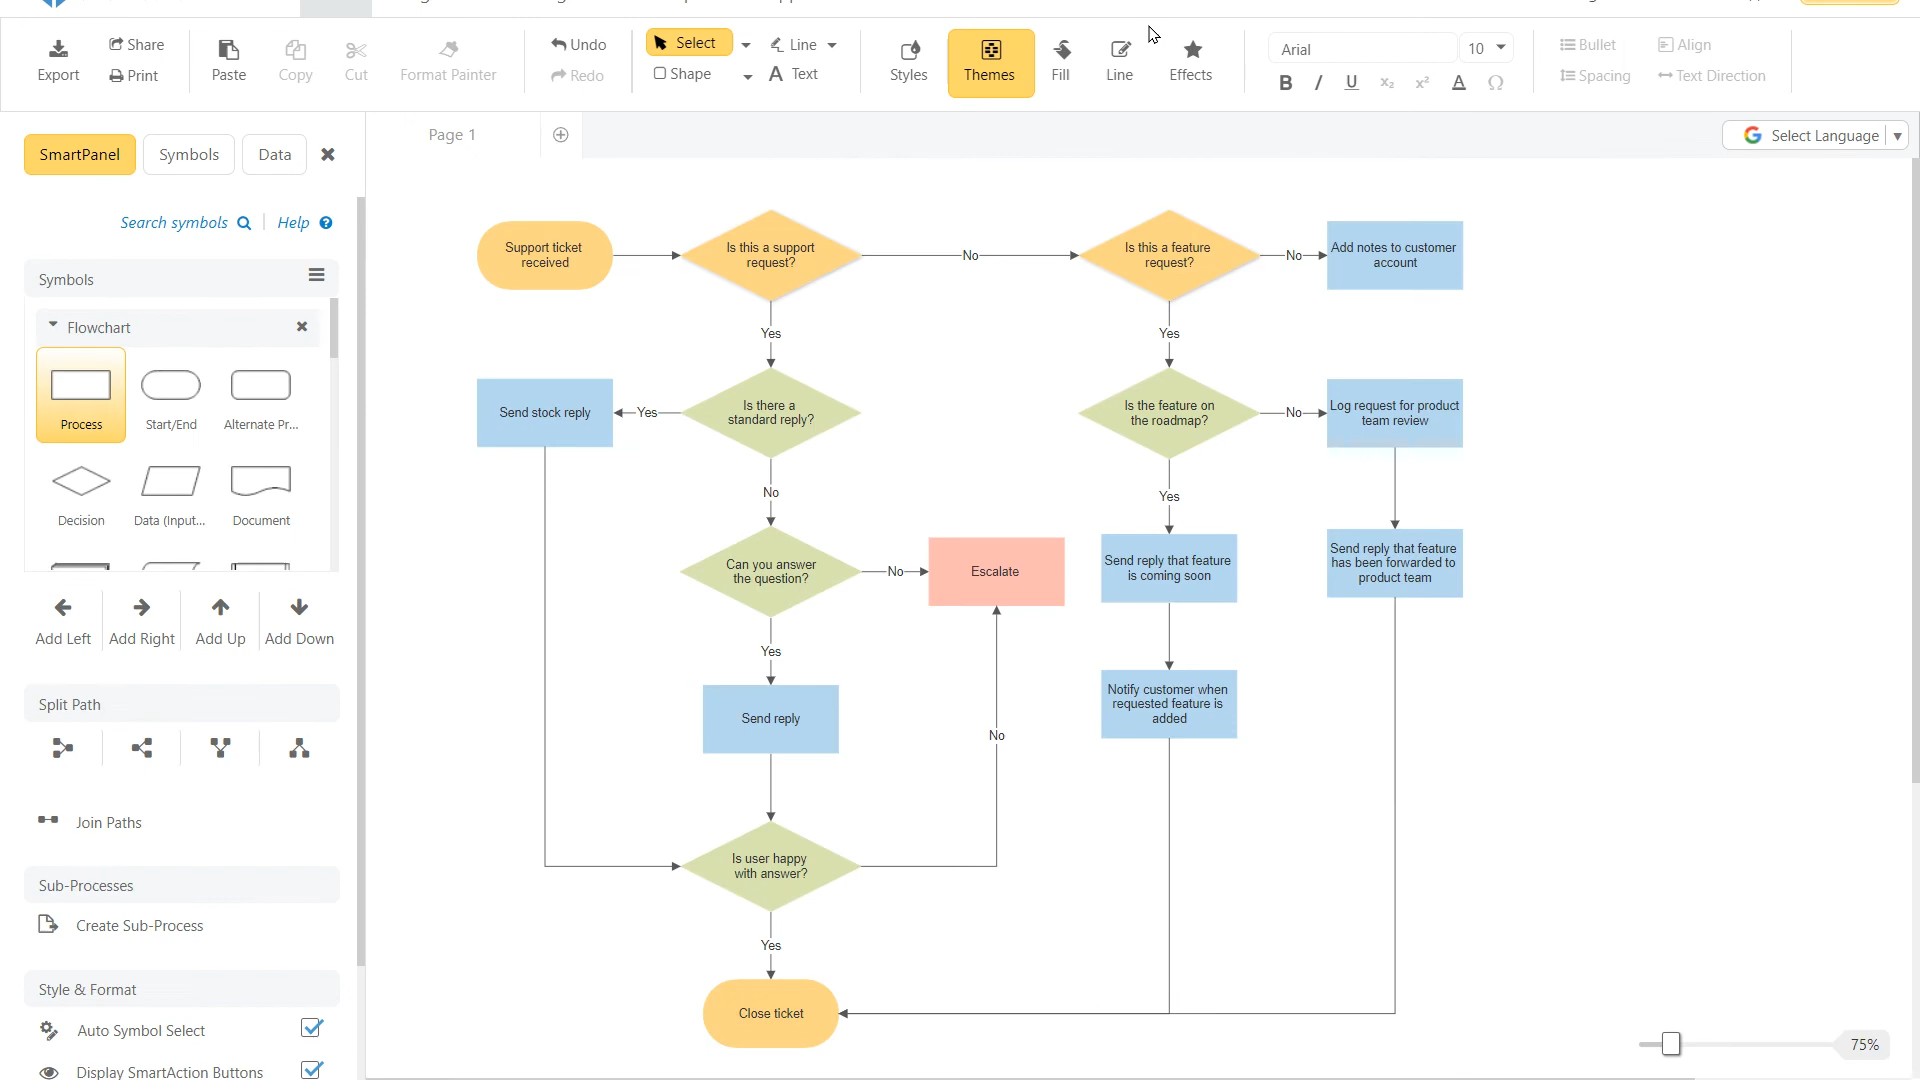 Export
Share
Print
Paste
Copy
Cut
Format Painter
Undo
Redo
Select
Line
Shape
Text
Styles
Themes
Fill
Line
Effects
Arial
10
B I U x₂ x² A Ω
Bullet
Align
Spacing
Text Direction
Page 1
Select Language
SmartPanel
Symbols
Data
Search symbols
Help
Symbols
Flowchart
Process
Start/End
Alternate Pr...
Decision
Data (Input...
Document
Add Left
Add Right
Add Up
Add Down
Split Path
Join Paths
Sub-Processes
Create Sub-Process
Style & Format
Auto Symbol Select
Display SmartAction Buttons
Support ticket
received
Is this a support
request?
No
Is this a feature
request?
No
Add notes to customer
account
Yes
Yes
Send stock reply
Yes
Is there a
standard reply?
Is the feature on
the roadmap?
No
Log request for product
team review
No
Yes
Can you answer
the question?
No
Escalate
Send reply that feature
is coming soon
Send reply that feature
has been forwarded to
product team
Yes
Send reply
Notify customer when
requested feature is
added
No
Is user happy
with answer?
Yes
Close ticket
75%